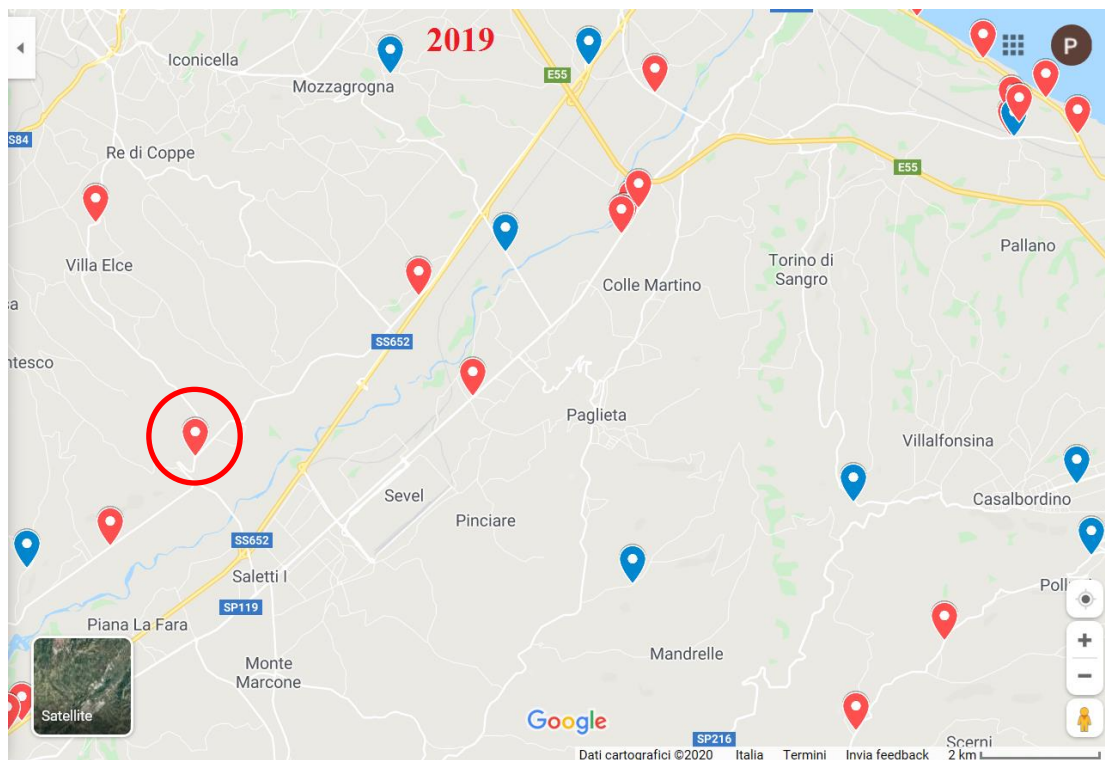 2019
Iconicella
Mozzagrogna
E55
P
S84
Re di Coppe
E55
Villa Elce
Pallano
Torino di
Sangro
Colle Martino
SS652
ntesco
Paglieta
Villalfonsina
Sevel
Casalbordino
Pinciare
SS652
Saletti I
SP119
Piana La Fara
Mandrelle
Monte
Marcone
Satellite
Google
SP216
Scerni
Dati cartografici ©2020 Italia Termini Invia feedback 2 km